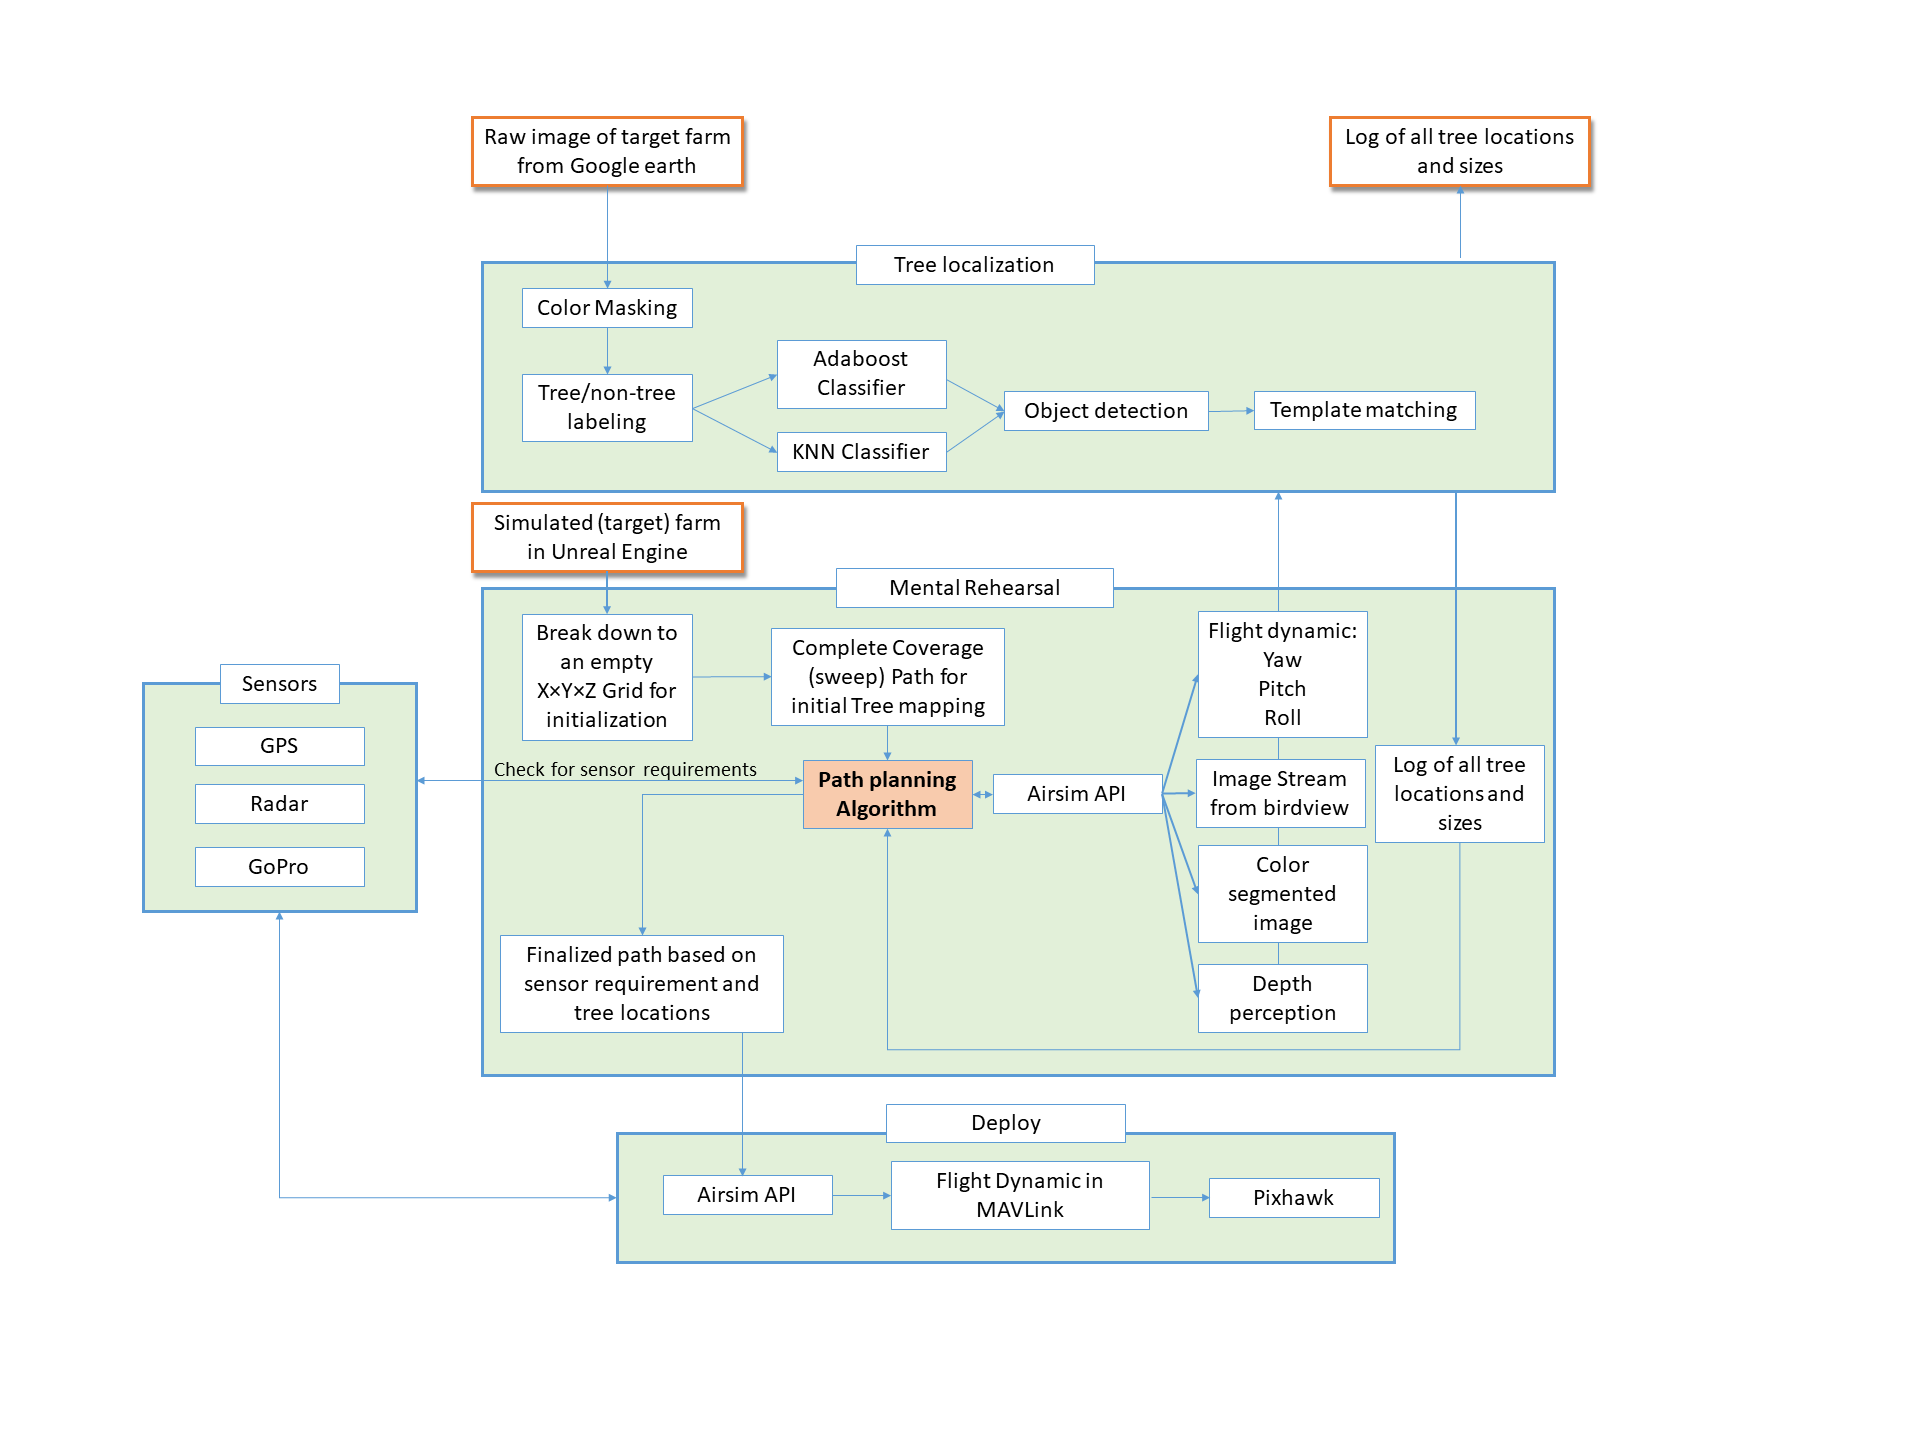 Raw image of target farm
from Google earth
Log of all tree locations
and sizes
Tree localization
Color Masking
Tree/non-tree
labeling
Adaboost
Classifier
KNN Classifier
Object detection
Template matching
Simulated (target) farm
in Unreal Engine
Mental Rehearsal
Break down to
an empty
X×Y×Z Grid for
initialization
Complete Coverage
(sweep) Path for
initial Tree mapping
Flight dynamic:
Yaw
Pitch
Roll
Sensors
GPS
Radar
GoPro
Check for sensor requirements
Path planning
Algorithm
Airsim API
Image Stream
from birdview
Log of all tree
locations and
sizes
Color
segmented
image
Depth
perception
Finalized path based on
sensor requirement and
tree locations
Deploy
Airsim API
Flight Dynamic in
MAVLink
Pixhawk